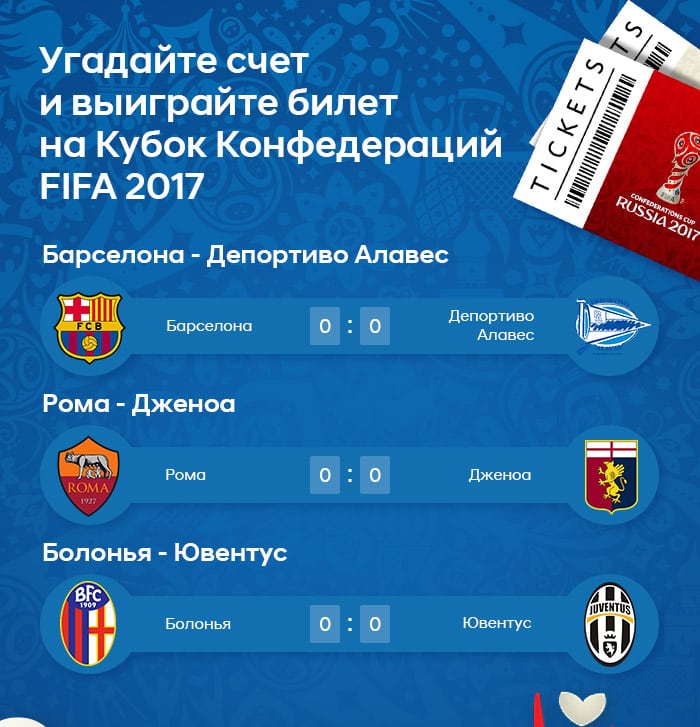 Угадайте счет
и выиграйте билет
на Кубок Конфедераций
FIFA 2017
TICKETS
S
FIFA
CONFEDERATIONS CUP
RUSSIA 2017
Барселона - Депортиво Алавес
FCB
Барселона
0 : 0
Депортиво
Алавес
Рома - Дженоа
ROMA
1927
Рома
0 : 0
Дженоа
Болонья - Ювентус
BFC
1909
Болонья
0 : 0
Ювентус
JUVENTUS